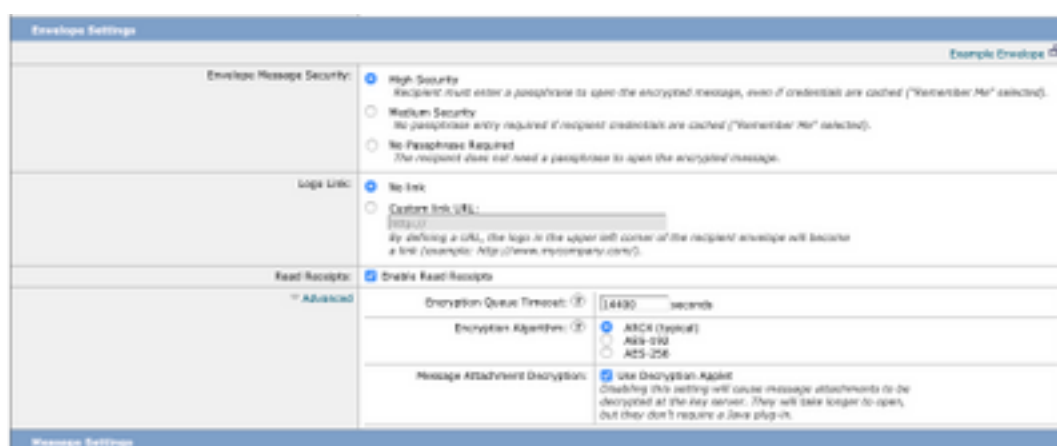 Envelope Settings
Example Envelope
Envelope Message Security:
High Security
Recipient must enter a passphrase to open the encrypted message, even if credentials are cached ("Remember Me" selected).
Medium Security
No passphrase entry required if recipient credentials are cached ("Remember Me" selected).
No Passphrase Required
The recipient does not need a passphrase to open the encrypted message.
Logo Link:
No link
Custom link URL:
http://
By defining a URL, the logo in the upper left corner of the recipient envelope will become
a link (example: http://www.mycompany.com/).
Read Receipts:
Enable Read Receipts
Advanced
Encryption Queue Timeout: ?
14400 seconds
Encryption Algorithm: ?
ARC4 (typical)
AES-192
AES-256
Message Attachment Decryption:
Use Decryption Applet
Disabling this setting will cause message attachments to be
decrypted at the key server. They will take longer to open,
but they don't require a Java plug-in.
Message Settings